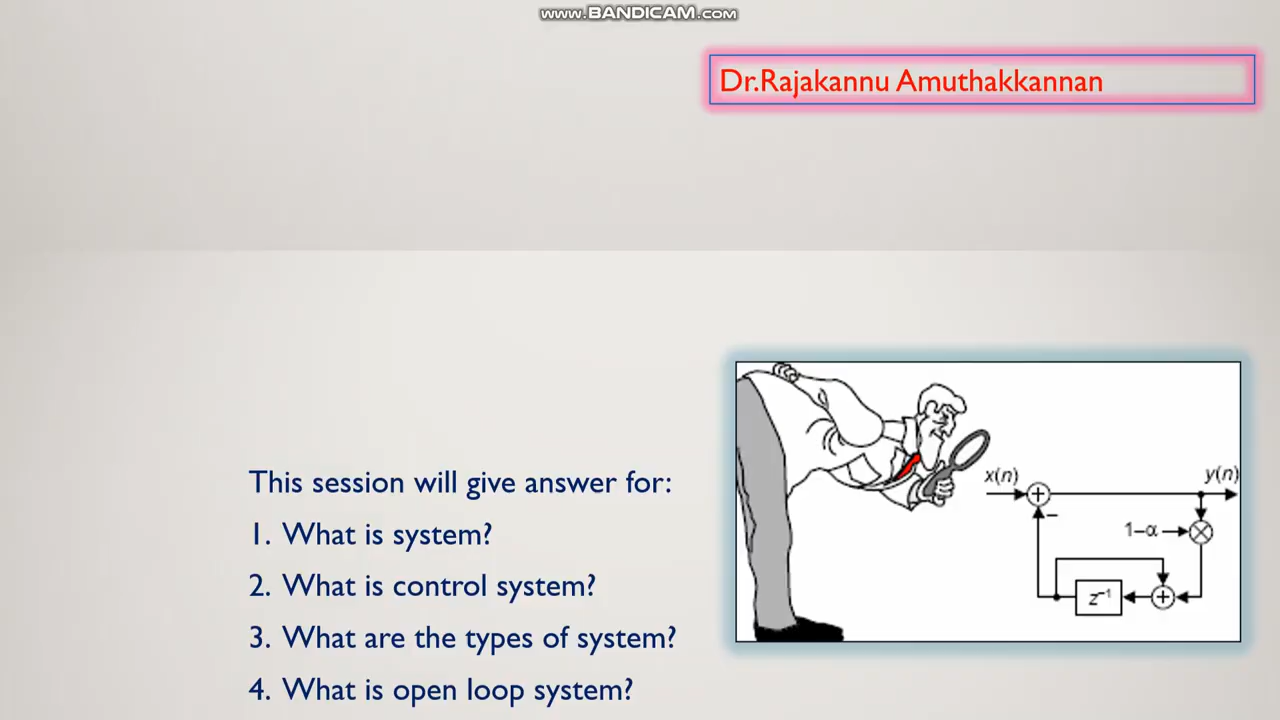 www.BANDICAM.com
Dr.Rajakannu Amuthakkannan
This session will give answer for:
1. What is system?
2. What is control system?
3. What are the types of system?
4. What is open loop system?
x(n)
y(n)
+
−
1−α
×
z⁻¹
+